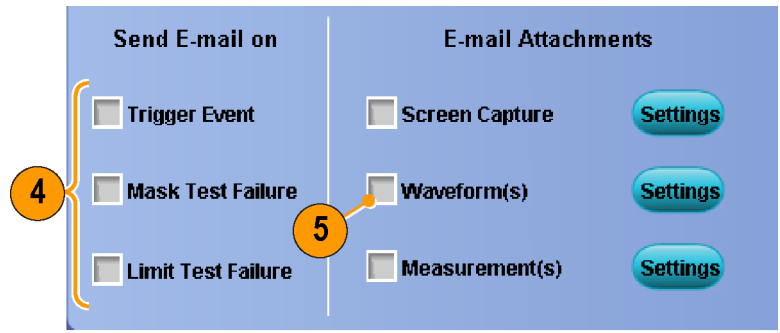 Send E-mail on
E-mail Attachments
Trigger Event
Screen Capture
Settings
4
Mask Test Failure
Waveform(s)
Settings
5
Limit Test Failure
Measurement(s)
Settings